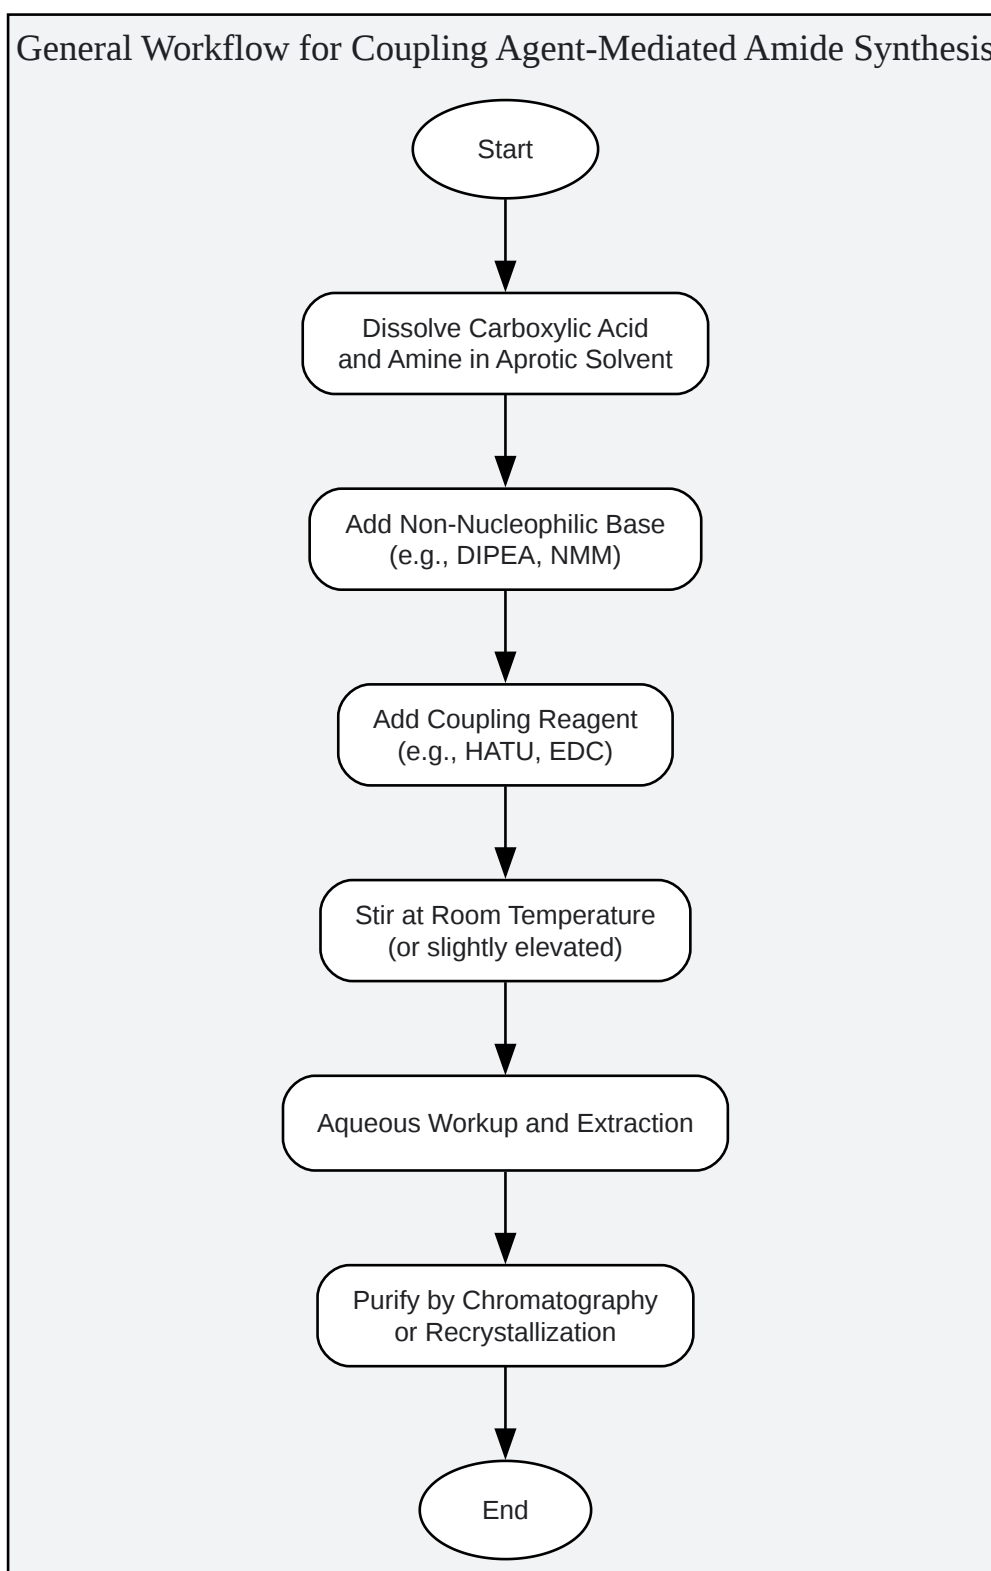 General Workflow for Coupling Agent-Mediated Amide Synthesis
Start
Dissolve Carboxylic Acid
and Amine in Aprotic Solvent
Add Non-Nucleophilic Base
(e.g., DIPEA, NMM)
Add Coupling Reagent
(e.g., HATU, EDC)
Stir at Room Temperature
(or slightly elevated)
Aqueous Workup and Extraction
Purify by Chromatography
or Recrystallization
End